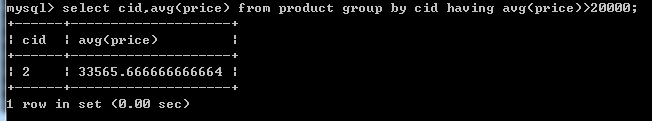 mysql> select cid,avg(price) from product group by cid having avg(price)>20000;
+------+--------------------+
| cid  | avg(price)         |
+------+--------------------+
| 2    | 33565.666666666664 |
+------+--------------------+
1 row in set (0.00 sec)